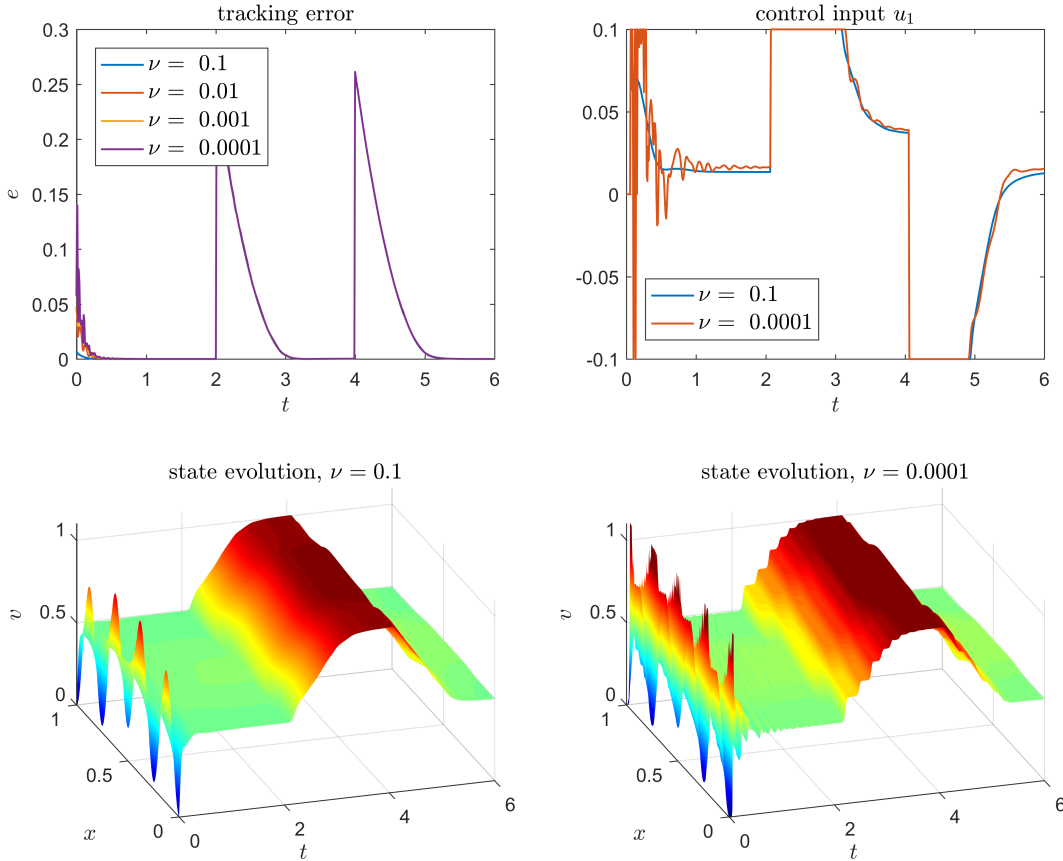 tracking error
0.3
0.25
0.2
0.15
0.1
0.05
0
e
ν = 0.1
ν = 0.01
ν = 0.001
ν = 0.0001
0 1 2 3 4 5 6
t
control input u₁
0.1
0.05
0
-0.05
-0.1
ν = 0.1
ν = 0.0001
0 1 2 3 4 5 6
t
state evolution, ν = 0.1
1
0.5
0
v
1
0.5
0
x
0
2
4
6
t
state evolution, ν = 0.0001
1
0.5
0
v
1
0.5
0
x
0
2
4
6
t